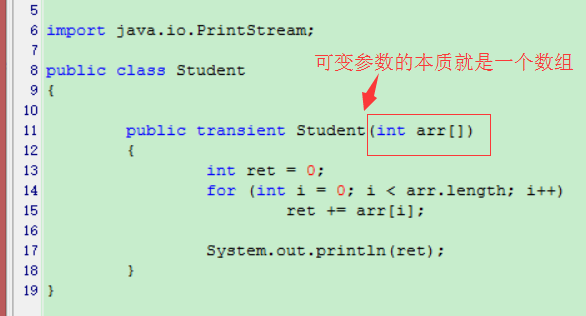 5
6 import java.io.PrintStream;
7
8 public class Student
可变参数的本质就是一个数组
9 {
10
11 public transient Student(int arr[])
12 {
13 int ret = 0;
14 for (int i = 0; i < arr.length; i++)
15 ret += arr[i];
16
17 System.out.println(ret);
18 }
19 }